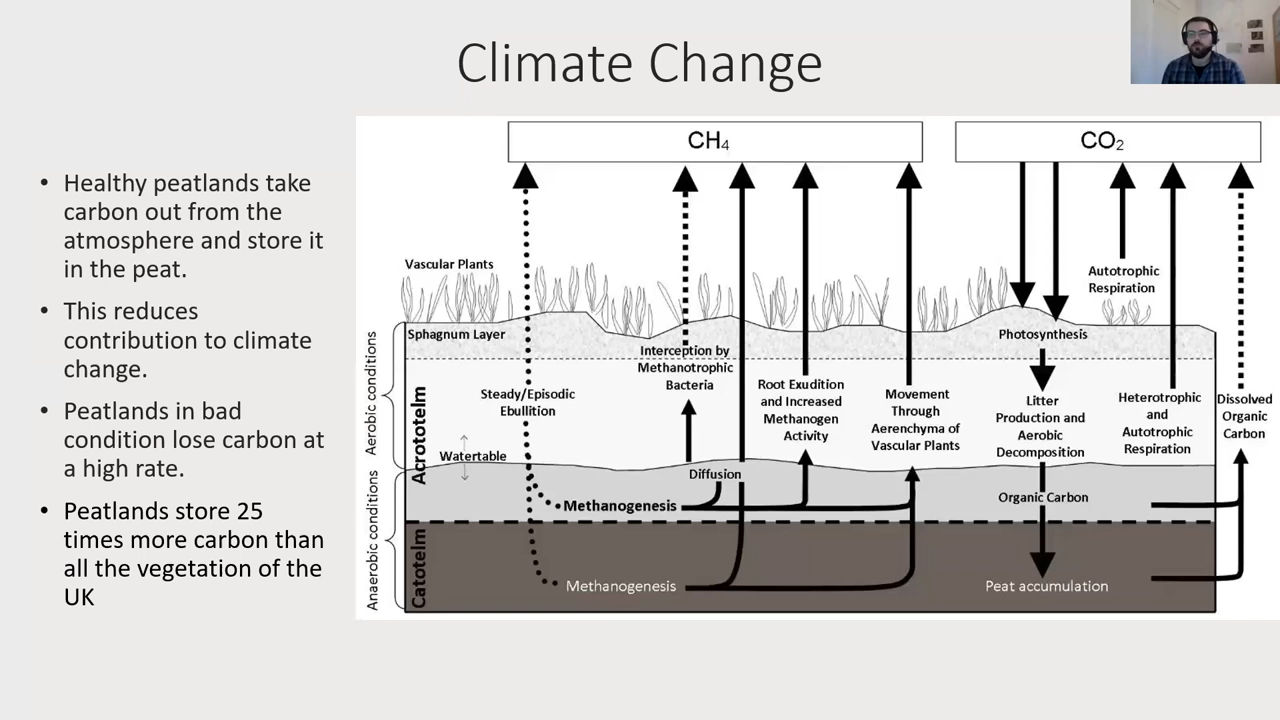 Climate Change
• Healthy peatlands take
carbon out from the
atmosphere and store it
in the peat.
• This reduces
contribution to climate
change.
• Peatlands in bad
condition lose carbon at
a high rate.
• Peatlands store 25
times more carbon than
all the vegetation of the
UK
CH₄
CO₂
Vascular Plants
Autotrophic
Respiration
Sphagnum Layer
Photosynthesis
Interception by
Methanotrophic
Bacteria
Steady/Episodic
Ebullition
Root Exudition
and Increased
Methanogen
Activity
Movement
Through
Aerenchyma of
Vascular Plants
Litter
Production and
Aerobic
Decomposition
Heterotrophic
and
Autotrophic
Respiration
Dissolved
Organic
Carbon
Aerobic conditions
Acrototelm
Watertable
Diffusion
Methanogenesis
Organic Carbon
Anaerobic conditions
Catotelm
Methanogenesis
Peat accumulation